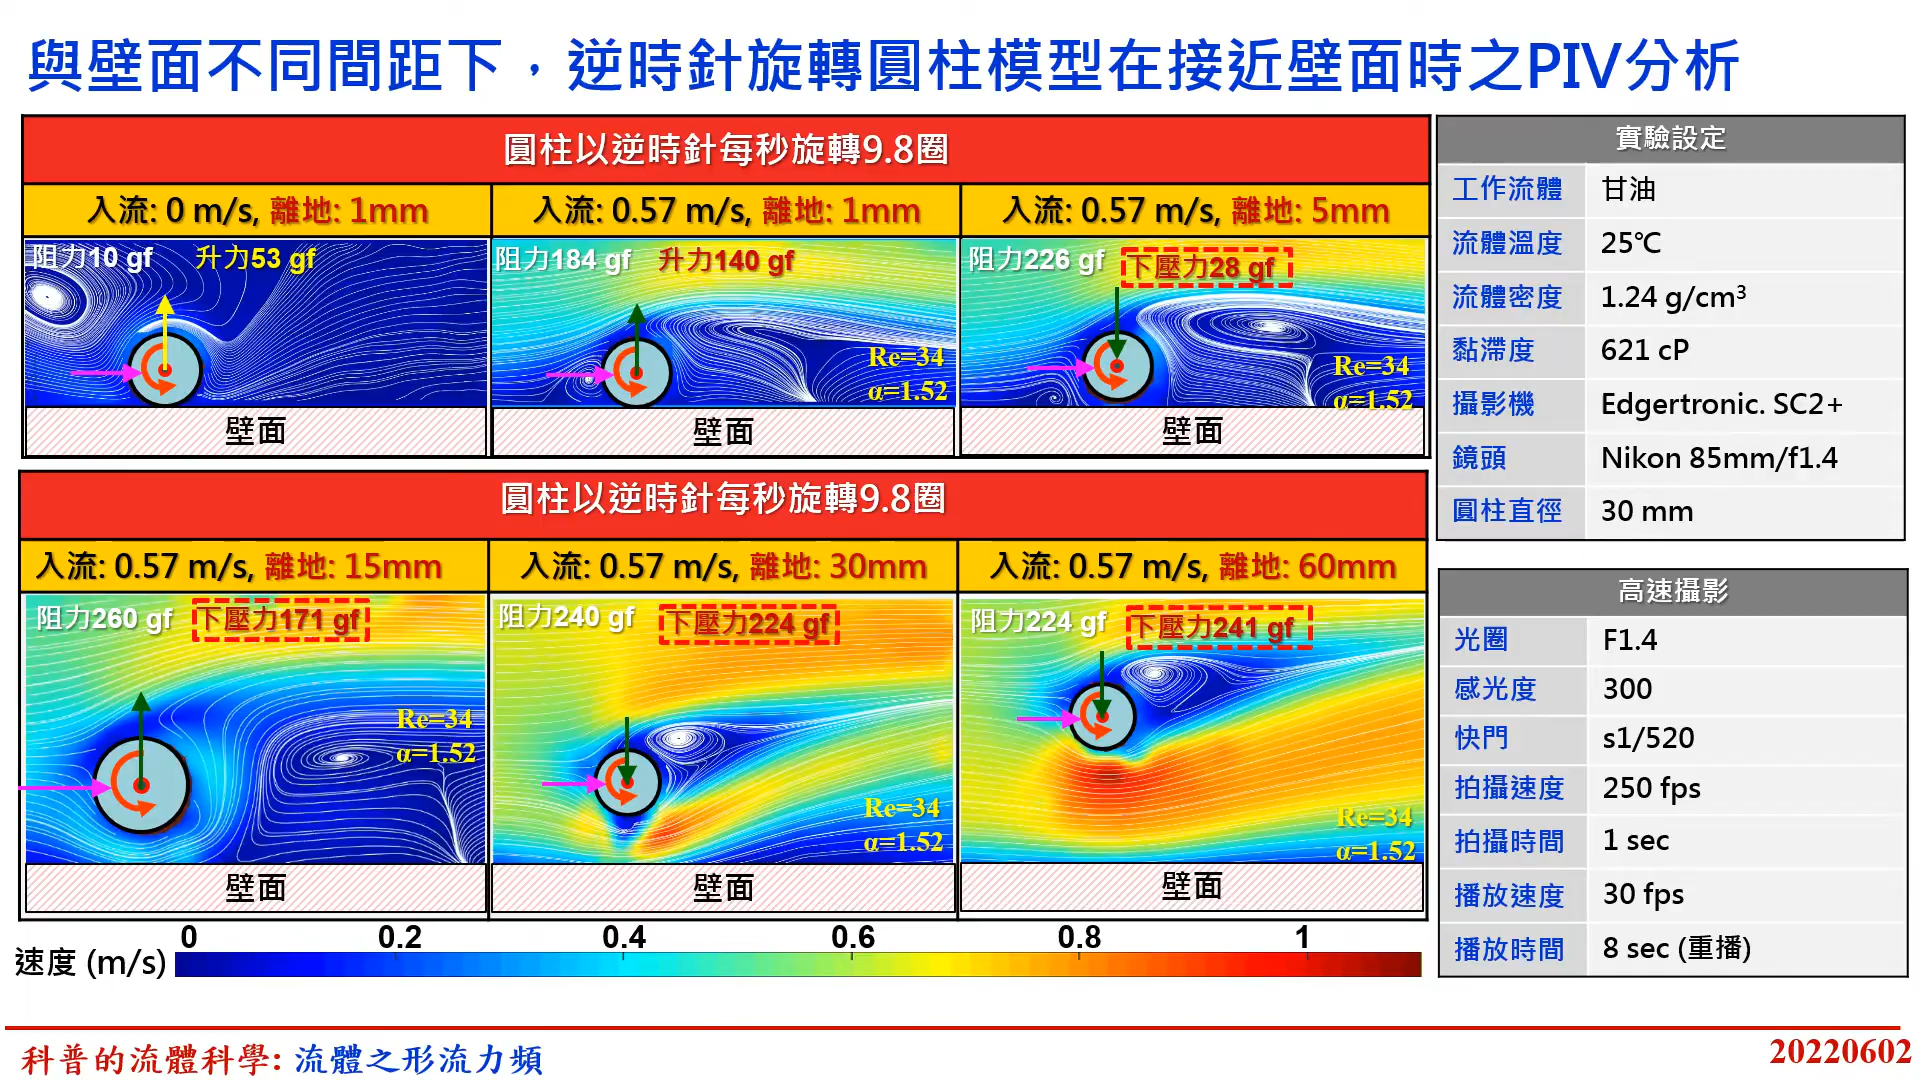 與壁面不同間距下，逆時針旋轉圓柱模型在接近壁面時之PIV分析
圓柱以逆時針每秒旋轉9.8圈
入流: 0 m/s, 離地: 1mm
入流: 0.57 m/s, 離地: 1mm
入流: 0.57 m/s, 離地: 5mm
阻力10 gf
升力53 gf
阻力184 gf
升力140 gf
阻力226 gf
下壓力28 gf
Re=34
α=1.52
Re=34
α=1.52
壁面
壁面
壁面
圓柱以逆時針每秒旋轉9.8圈
入流: 0.57 m/s, 離地: 15mm
入流: 0.57 m/s, 離地: 30mm
入流: 0.57 m/s, 離地: 60mm
阻力260 gf
下壓力171 gf
阻力240 gf
下壓力224 gf
阻力224 gf
下壓力241 gf
Re=34
α=1.52
Re=34
α=1.52
Re=34
α=1.52
壁面
壁面
壁面
速度 (m/s)
0 0.2 0.4 0.6 0.8 1
實驗設定
工作流體 甘油
流體溫度 25℃
流體密度 1.24 g/cm³
黏滯度 621 cP
攝影機 Edgertronic. SC2+
鏡頭 Nikon 85mm/f1.4
圓柱直徑 30 mm
高速攝影
光圈 F1.4
感光度 300
快門 s1/520
拍攝速度 250 fps
拍攝時間 1 sec
播放速度 30 fps
播放時間 8 sec (重播)
科普的流體科學: 流體之形流力頻
20220602